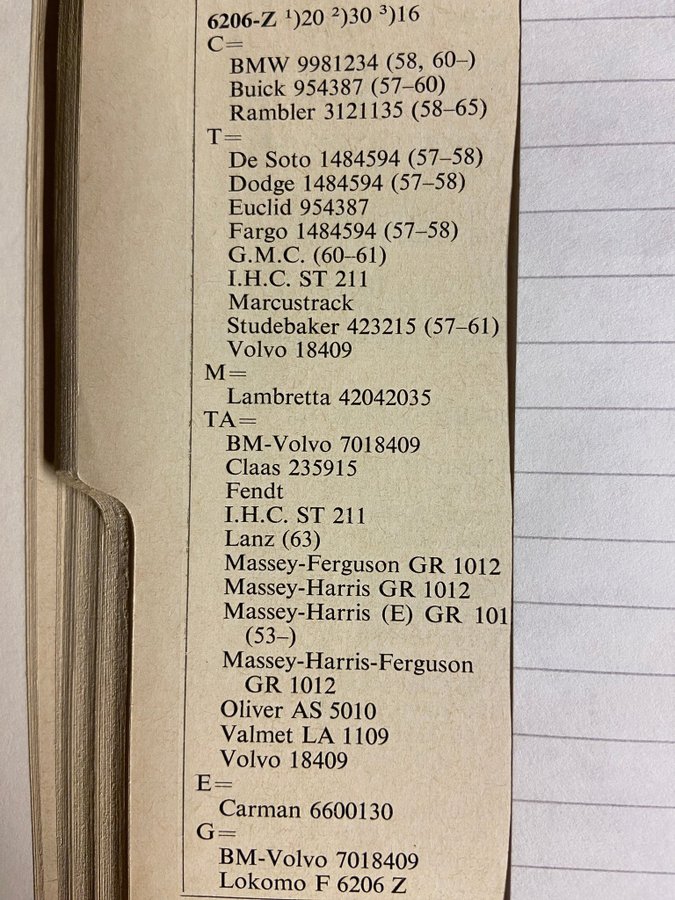 6206-Z ¹)20 ²)30 ³)16
C=
BMW 9981234 (58, 60–)
Buick 954387 (57–60)
Rambler 3121135 (58–65)
T=
De Soto 1484594 (57–58)
Dodge 1484594 (57–58)
Euclid 954387
Fargo 1484594 (57–58)
G.M.C. (60–61)
I.H.C. ST 211
Marcustrack
Studebaker 423215 (57–61)
Volvo 18409
M=
Lambretta 42042035
TA=
BM-Volvo 7018409
Claas 235915
Fendt
I.H.C. ST 211
Lanz (63)
Massey-Ferguson GR 1012
Massey-Harris GR 1012
Massey-Harris (E) GR 101
(53–)
Massey-Harris-Ferguson
GR 1012
Oliver AS 5010
Valmet LA 1109
Volvo 18409
E=
Carman 6600130
G=
BM-Volvo 7018409
Lokomo F 6206 Z